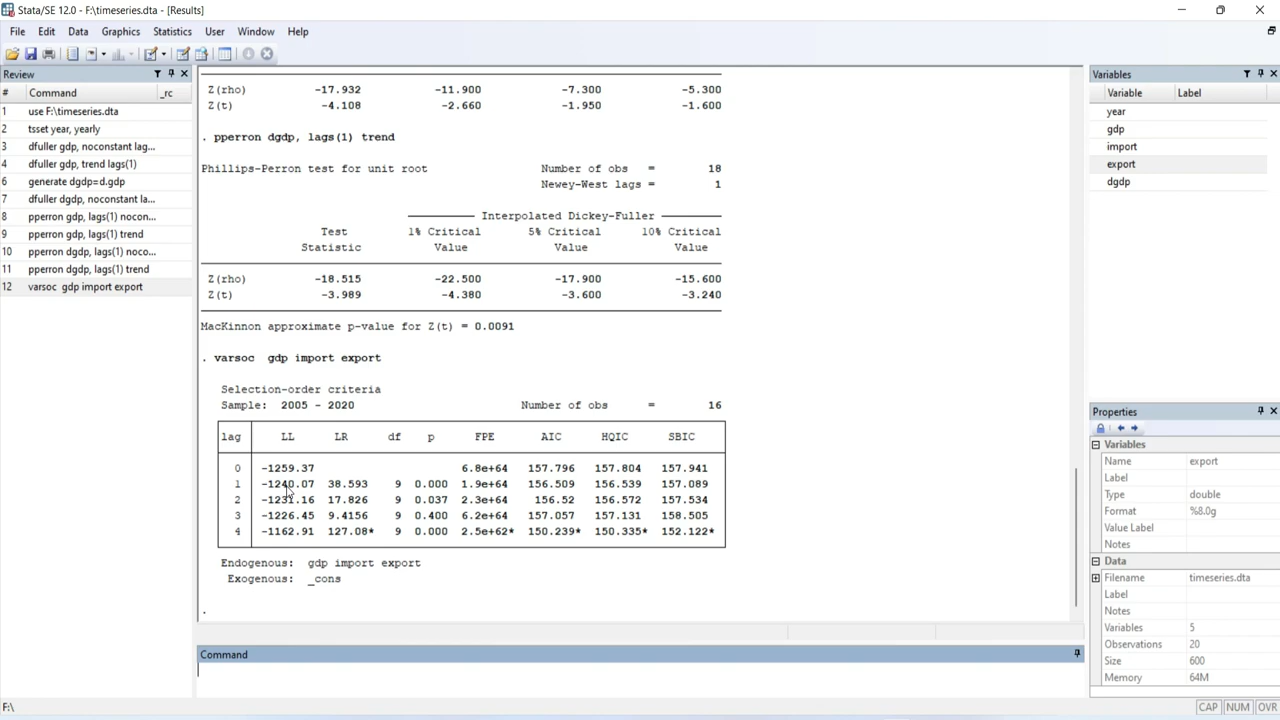 Stata/SE 12.0 - F:\timeseries.dta - [Results]
File Edit Data Graphics Statistics User Window Help
Review
# Command _rc
1 use F:\timeseries.dta
2 tsset year, yearly
3 dfuller gdp, noconstant lag...
4 dfuller gdp, trend lags(1)
6 generate dgdp=d.gdp
7 dfuller dgdp, noconstant la...
8 pperron gdp, lags(1) nocon...
9 pperron gdp, lags(1) trend
10 pperron dgdp, lags(1) noco...
11 pperron dgdp, lags(1) trend
12 varsoc gdp import export
Z(rho) -17.932 -11.900 -7.300 -5.300
Z(t) -4.108 -2.660 -1.950 -1.600
. pperron dgdp, lags(1) trend
Phillips-Perron test for unit root Number of obs = 18
Newey-West lags = 1
Interpolated Dickey-Fuller
Test 1% Critical 5% Critical 10% Critical
Statistic Value Value Value
Z(rho) -18.515 -22.500 -17.900 -15.600
Z(t) -3.989 -4.380 -3.600 -3.240
MacKinnon approximate p-value for Z(t) = 0.0091
. varsoc gdp import export
Selection-order criteria
Sample: 2005 - 2020 Number of obs = 16
lag LL LR df p FPE AIC HQIC SBIC
0 -1259.37 6.8e+64 157.796 157.804 157.941
1 -1240.07 38.593 9 0.000 1.9e+64 156.509 156.539 157.089
2 -1231.16 17.826 9 0.037 2.3e+64 156.52 156.572 157.534
3 -1226.45 9.4156 9 0.400 6.2e+64 157.057 157.131 158.505
4 -1162.91 127.08* 9 0.000 2.5e+62* 150.239* 150.335* 152.122*
Endogenous: gdp import export
Exogenous: _cons
.
Command
Variables
Variable Label
year
gdp
import
export
dgdp
Properties
Variables
Name export
Label
Type double
Format %8.0g
Value Label
Notes
Data
Filename timeseries.dta
Label
Notes
Variables 5
Observations 20
Size 600
Memory 64M
F:\ CAP NUM OVR